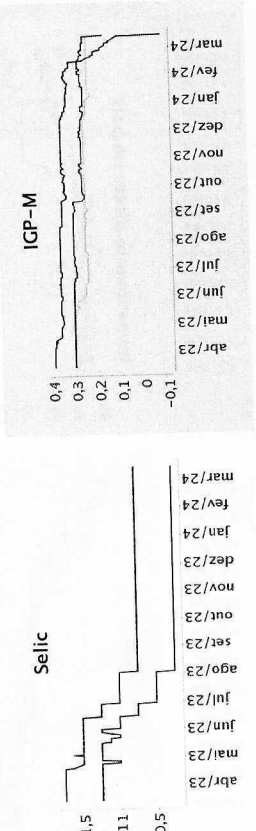 Selic
1,5
11
0,5
abr/23
mai/23
jun/23
jul/23
ago/23
set/23
out/23
nov/23
dez/23
jan/24
fev/24
mar/24
IGP-M
0,4
0,3
0,2
0,1
0
-0,1
abr/23
mai/23
jun/23
jul/23
ago/23
set/23
out/23
nov/23
dez/23
jan/24
fev/24
mar/24